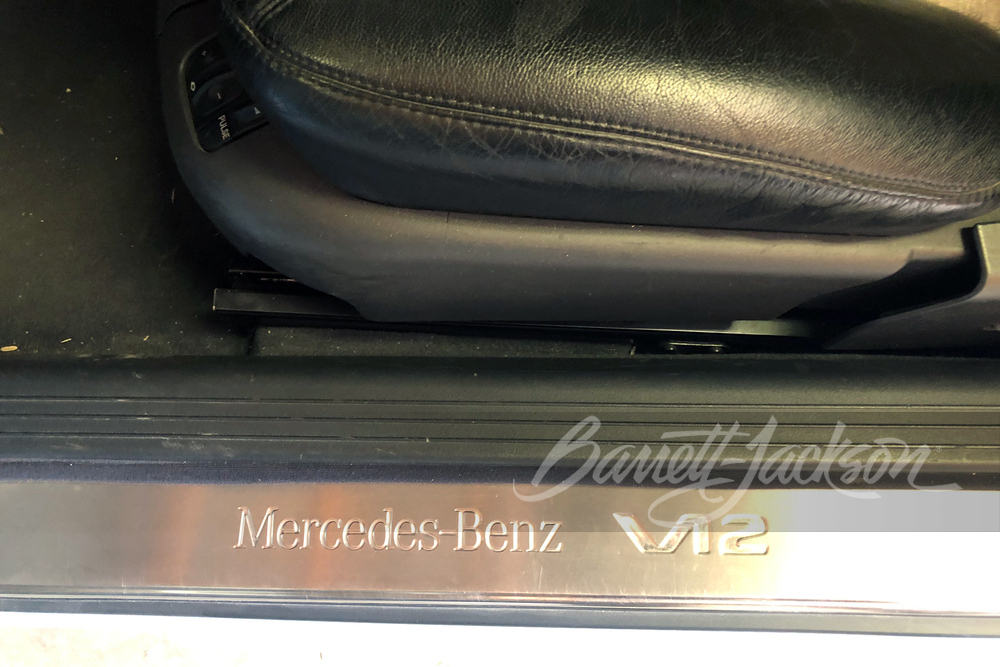 PULSE
Barrett-Jackson
Mercedes-Benz V12